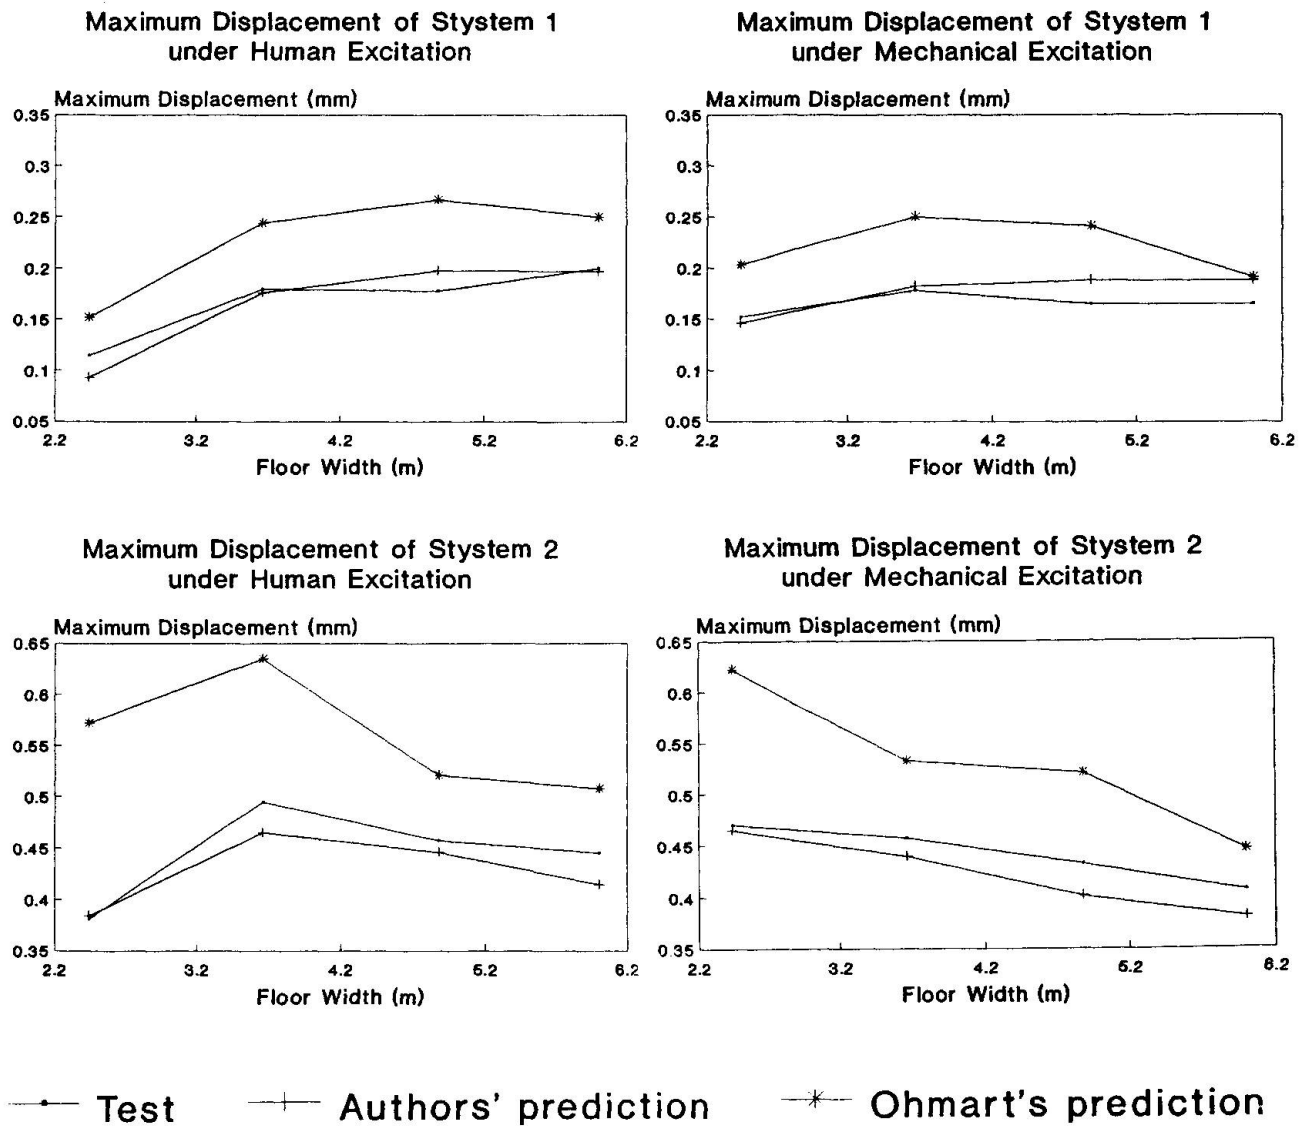 Maximum Displacement of Stystem 1
under Human Excitation
Maximum Displacement (mm)
0.35
0.3
0.25
0.2
0.15
0.1
0.05
2.2 3.2 4.2 5.2 6.2
Floor Width (m)
Maximum Displacement of Stystem 1
under Mechanical Excitation
Maximum Displacement (mm)
0.35
0.3
0.25
0.2
0.15
0.1
0.05
2.2 3.2 4.2 5.2 6.2
Floor Width (m)
Maximum Displacement of Stystem 2
under Human Excitation
Maximum Displacement (mm)
0.65
0.6
0.55
0.5
0.45
0.4
0.35
2.2 3.2 4.2 5.2 6.2
Floor Width (m)
Maximum Displacement of Stystem 2
under Mechanical Excitation
Maximum Displacement (mm)
0.65
0.6
0.55
0.5
0.45
0.4
0.35
2.2 3.2 4.2 5.2 6.2
Floor Width (m)
Test Authors' prediction Ohmart's prediction